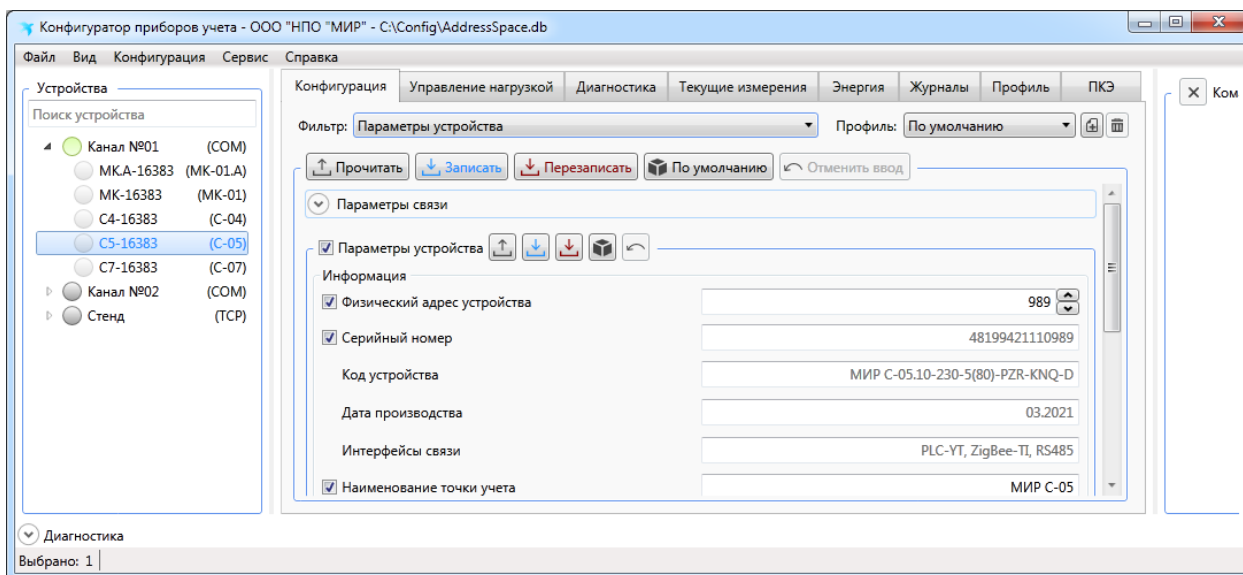 Конфигуратор приборов учета - ООО "НПО "МИР" - C:\Config\AddressSpace.db
Файл Вид Конфигурация Сервис Справка
Устройства
Поиск устройства
Канал №01 (COM)
МК.А-16383 (МК-01.А)
МК-16383 (МК-01)
С4-16383 (С-04)
С5-16383 (С-05)
С7-16383 (С-07)
Канал №02 (COM)
Стенд (TCP)
Конфигурация Управление нагрузкой Диагностика Текущие измерения Энергия Журналы Профиль ПКЭ
Фильтр: Параметры устройства Профиль: По умолчанию
Прочитать Записать Перезаписать По умолчанию Отменить ввод
Параметры связи
Параметры устройства
Информация
Физический адрес устройства 989
Серийный номер 48199421110989
Код устройства МИР С-05.10-230-5(80)-PZR-KNQ-D
Дата производства 03.2021
Интерфейсы связи PLC-YT, ZigBee-TI, RS485
Наименование точки учета МИР С-05
Ком
Диагностика
Выбрано: 1